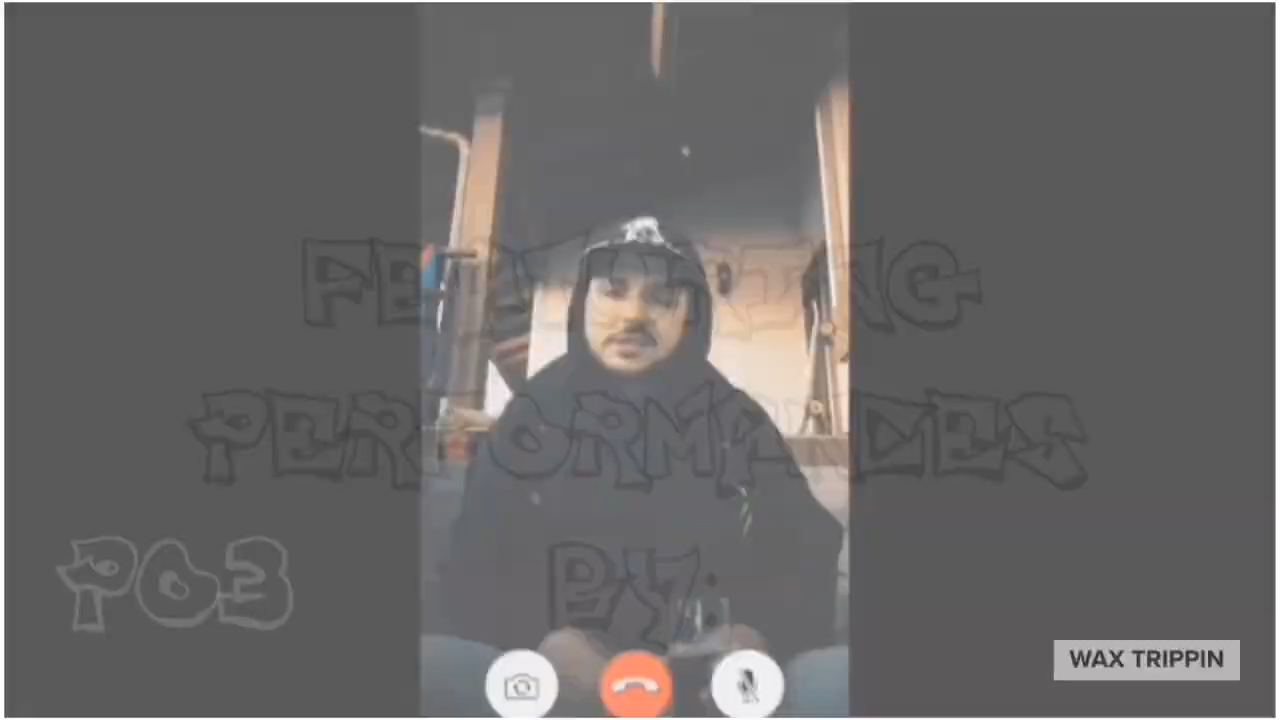 FEATURING
PERFORMANCES
BY:
PO3
WAX TRIPPIN